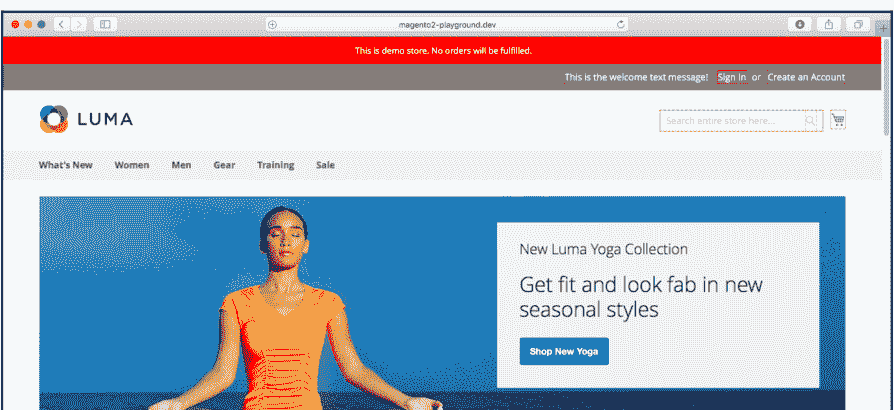 magento2-playground.dev
This is demo store. No orders will be fulfilled.
This is the welcome text message! Sign In or Create an Account
LUMA
Search entire store here...
What's New Women Men Gear Training Sale
New Luma Yoga Collection
Get fit and look fab in new
seasonal styles
Shop New Yoga